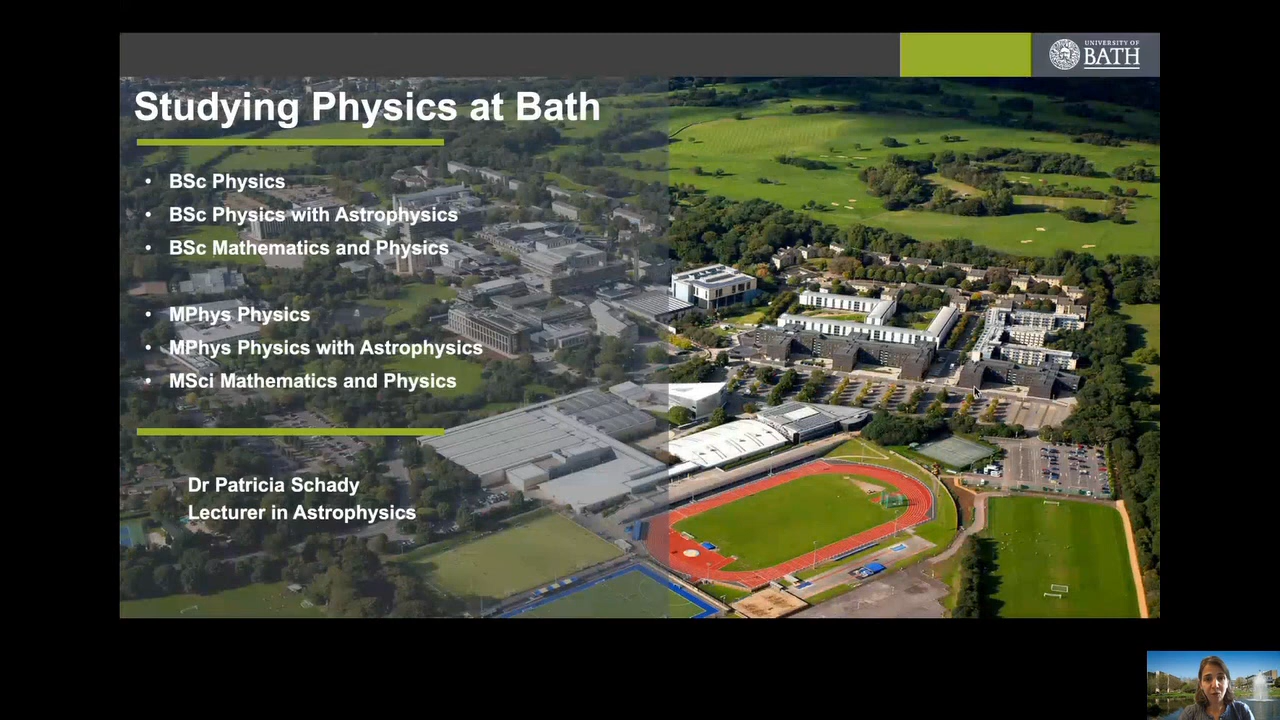 UNIVERSITY OF
BATH
Studying Physics at Bath
• BSc Physics
• BSc Physics with Astrophysics
• BSc Mathematics and Physics
• MPhys Physics
• MPhys Physics with Astrophysics
• MSci Mathematics and Physics
Dr Patricia Schady
Lecturer in Astrophysics